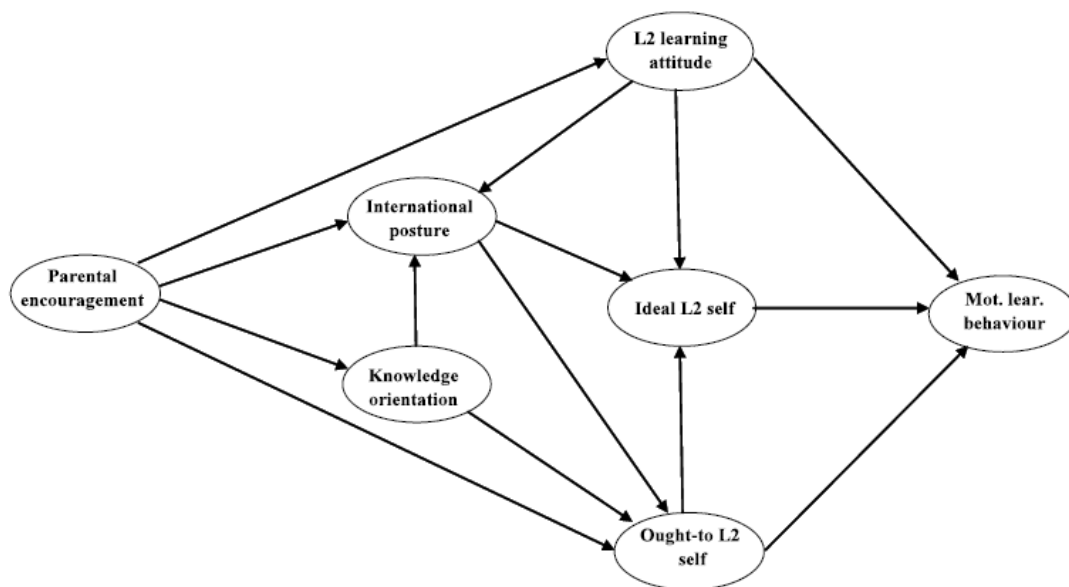 L2 learning
attitude
International
posture
Parental
encouragement
Ideal L2 self
Mot. lear.
behaviour
Knowledge
orientation
Ought-to L2
self